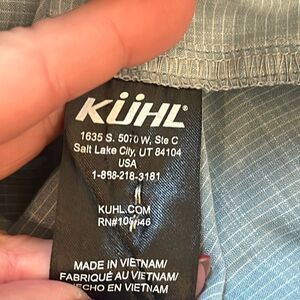 KÜHL
1635 S. 5070 W, Ste C
Salt Lake City, UT 84104
USA
1-888-218-3181
KUHL.COM
MADE IN VIETNAM/
FABRIQUÉ AU VIETNAM/
EN VIETNAM